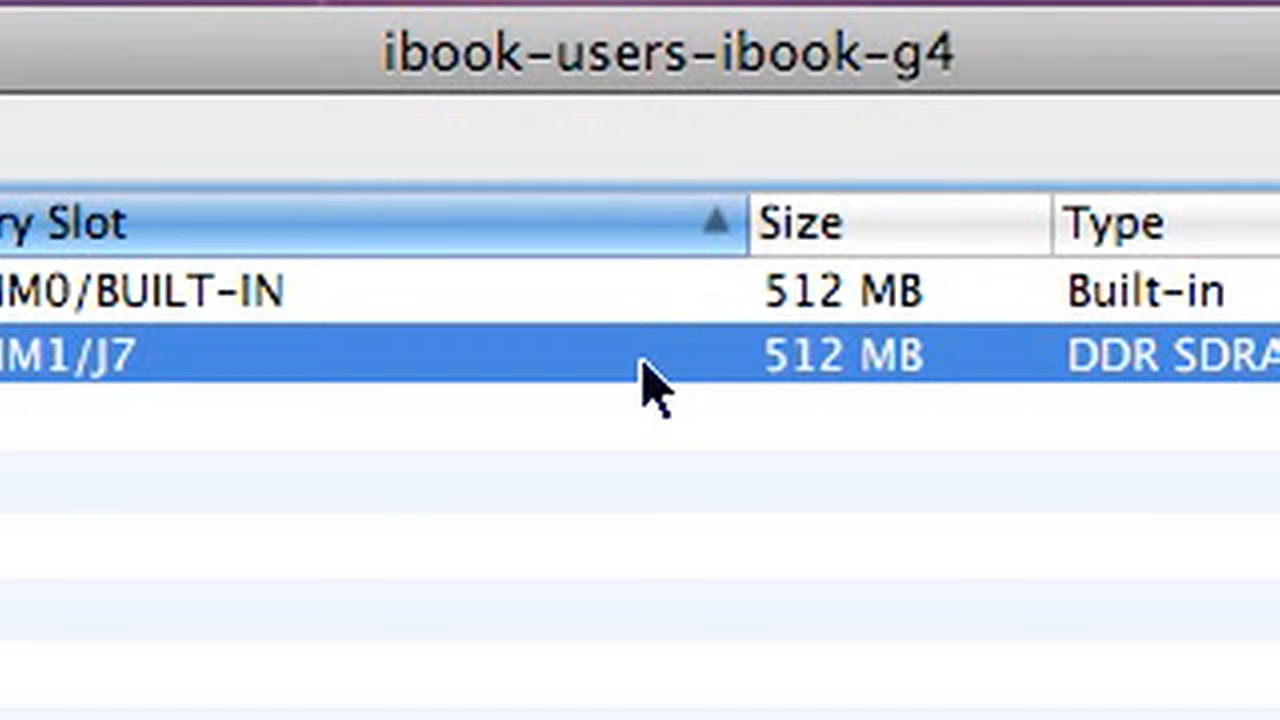 ibook-users-ibook-g4
ry Slot Size Type
IM0/BUILT-IN 512 MB Built-in
IM1/J7 512 MB DDR SDRA